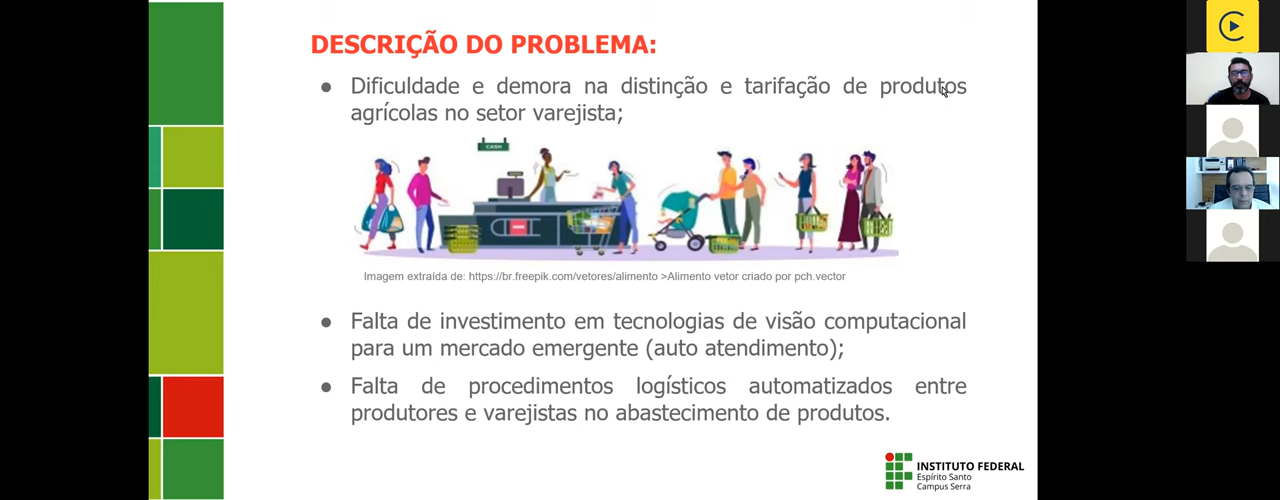 DESCRIÇÃO DO PROBLEMA:
● Dificuldade e demora na distinção e tarifação de produtos
agrícolas no setor varejista;
CASH
Imagem extraída de: https://br.freepik.com/vetores/alimento >Alimento vetor criado por pch.vector
● Falta de investimento em tecnologias de visão computacional
para um mercado emergente (auto atendimento);
● Falta de procedimentos logísticos automatizados entre
produtores e varejistas no abastecimento de produtos.
INSTITUTO FEDERAL
Espírito Santo
Campus Serra